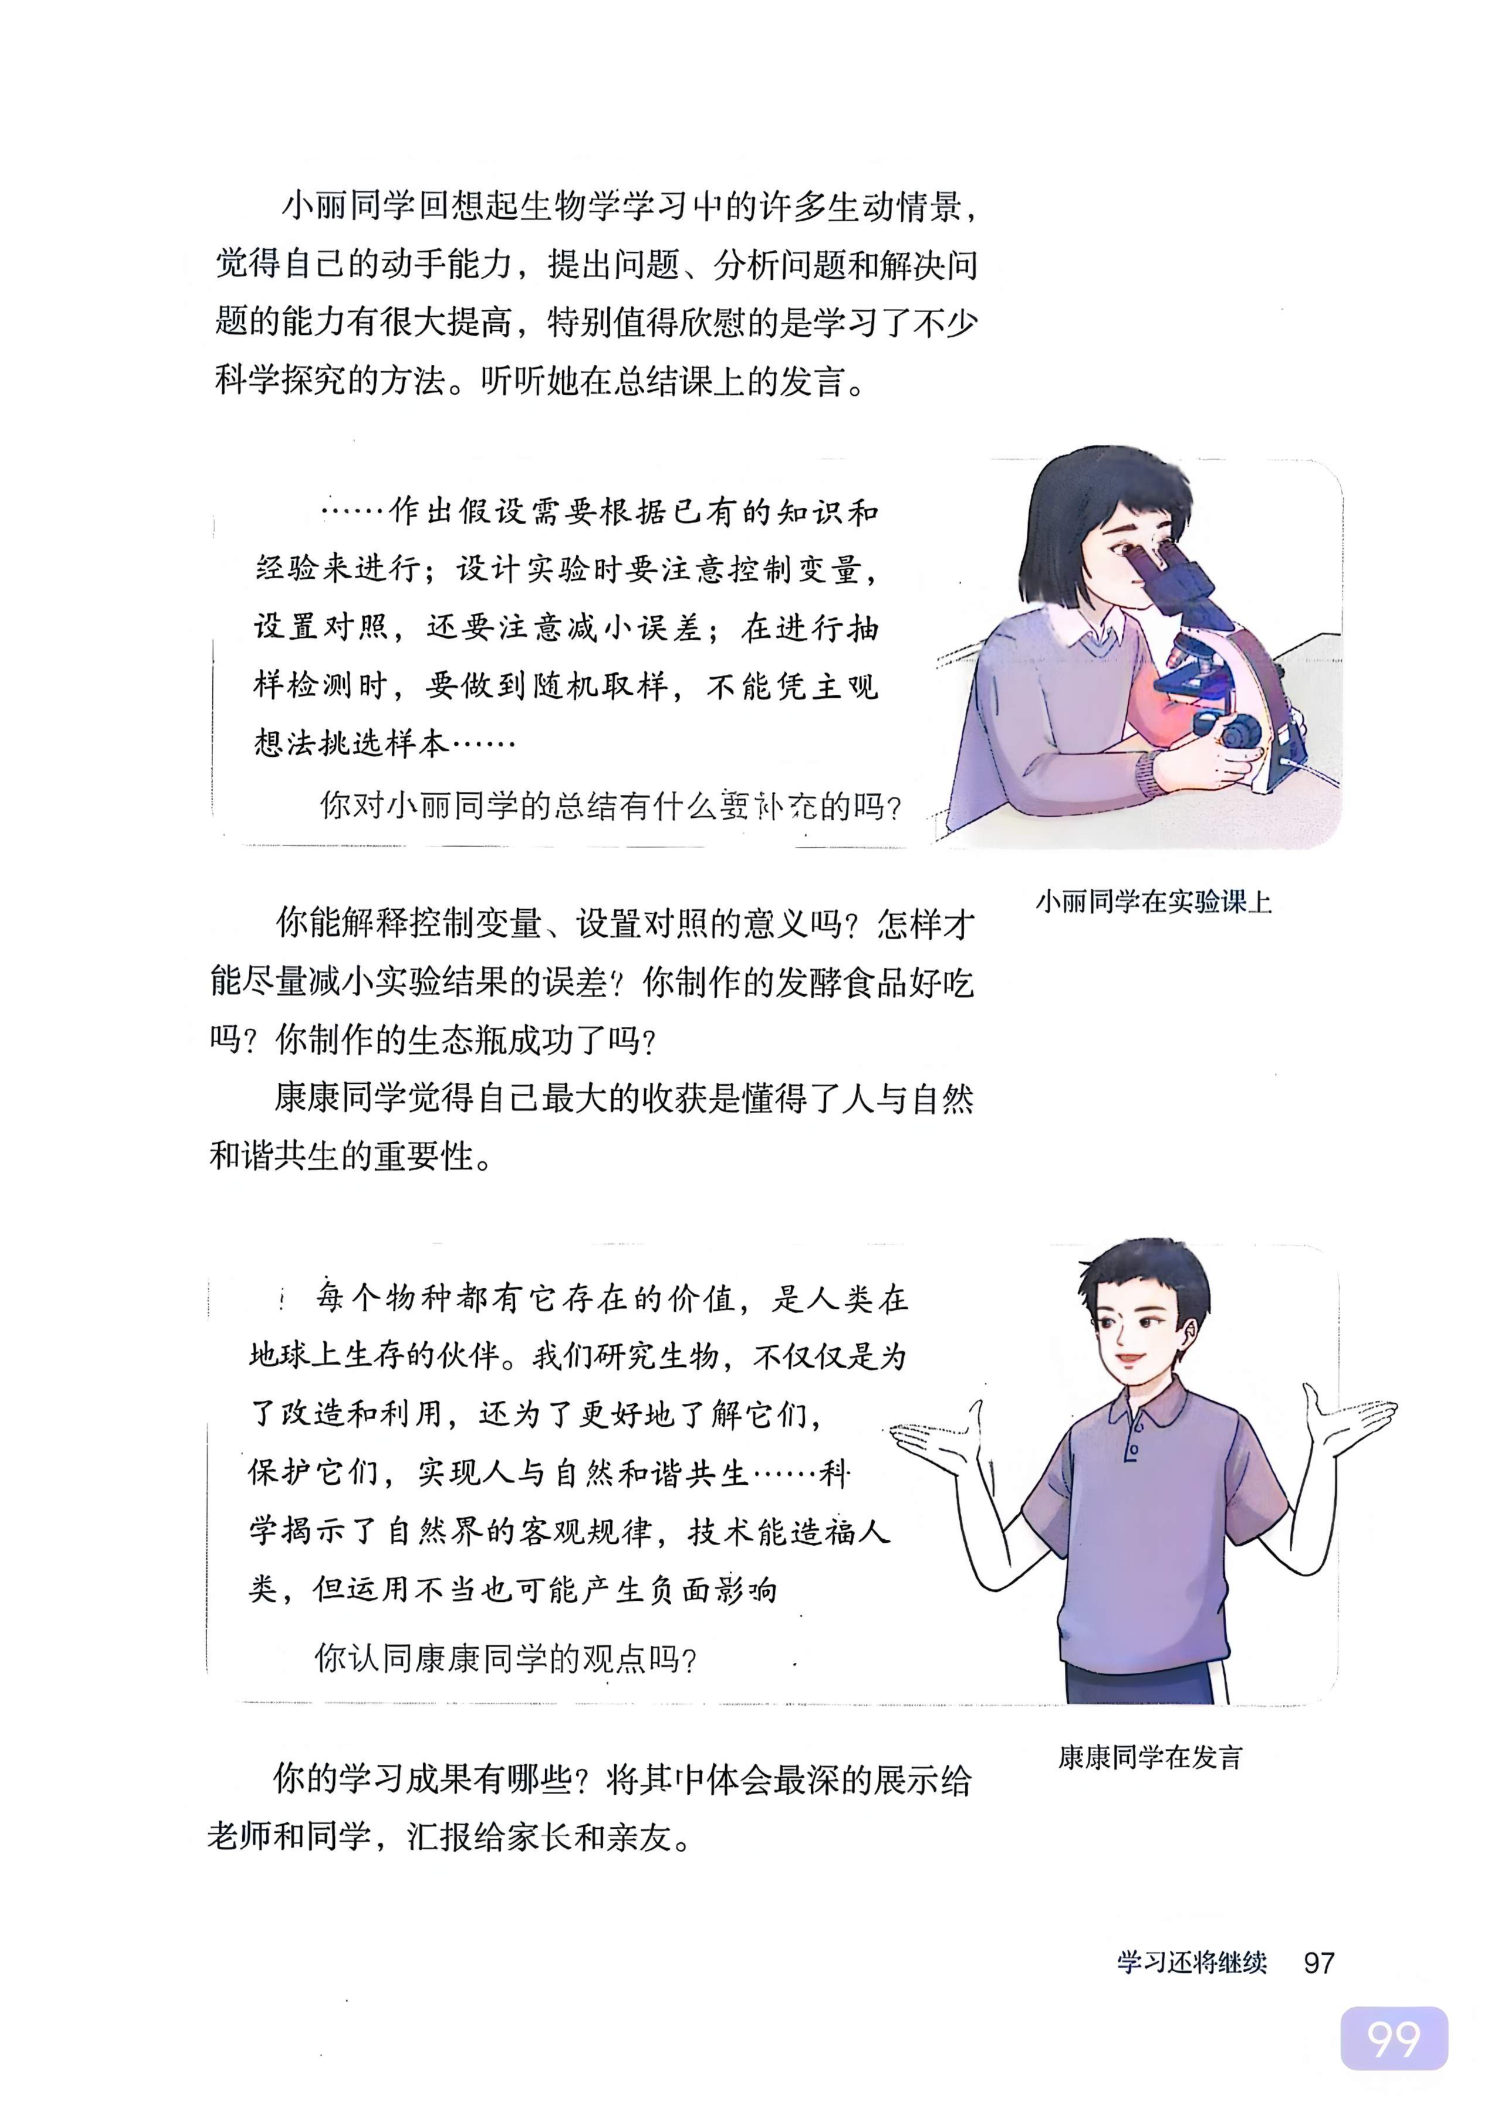 小丽同学回想起生物学学习中的许多生动情景，
觉得自己的动手能力，提出问题、分析问题和解决问
题的能力有很大提高，特别值得欣慰的是学习了不少
科学探究的方法。听听她在总结课上的发言。
……作出假设需要根据已有的知识和
经验来进行；设计实验时要注意控制变量，
设置对照，还要注意减小误差；在进行抽
样检测时，要做到随机取样，不能凭主观
想法挑选样本……
你对小丽同学的总结有什么要补充的吗？
小丽同学在实验课上
你能解释控制变量、设置对照的意义吗？怎样才
能尽量减小实验结果的误差？你制作的发酵食品好吃
吗？你制作的生态瓶成功了吗？
康康同学觉得自己最大的收获是懂得了人与自然
和谐共生的重要性。
每个物种都有它存在的价值，是人类在
地球上生存的伙伴。我们研究生物，不仅仅是为
了改造和利用，还为了更好地了解它们，
保护它们，实现人与自然和谐共生……科
学揭示了自然界的客观规律，技术能造福人
类，但运用不当也可能产生负面影响
你认同康康同学的观点吗？
康康同学在发言
你的学习成果有哪些？将其中体会最深的展示给
老师和同学，汇报给家长和亲友。
学习还将继续 97
99